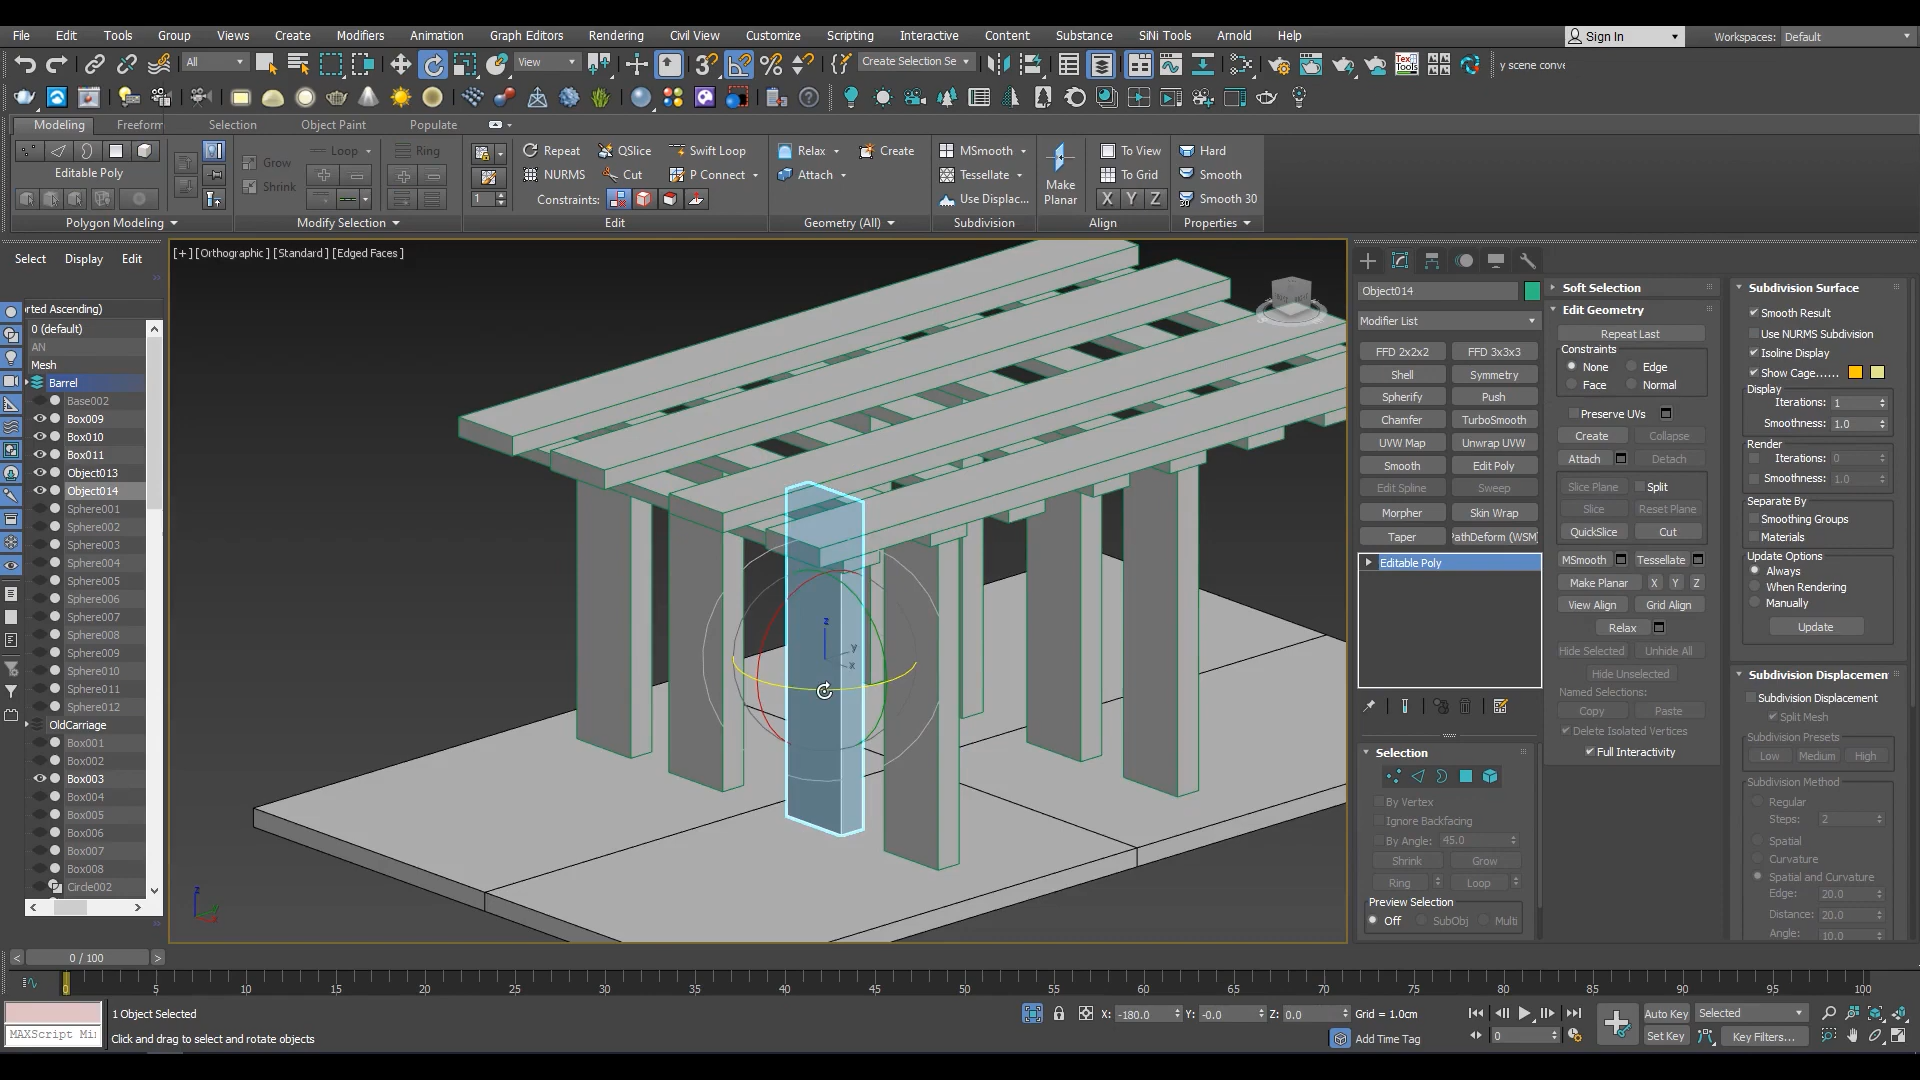 File Edit Tools Group Views Create Modifiers Animation Graph Editors Rendering Civil View Customize Scripting Interactive Content Substance SiNi Tools Arnold Help
Sign In
Workspaces: Default
All
View
Create Selection Se
y scene conve
Modeling Freeform Selection Object Paint Populate
Loop Ring
Repeat QSlice Swift Loop
Relax Create
MSmooth To View Hard
Grow
Editable Poly
NURMS Cut P Connect
Attach
Tessellate To Grid Smooth
Shrink
Make Planar
1 Constraints:
Use Displac...
X Y Z Smooth 30
Polygon Modeling Modify Selection Edit Geometry (All) Subdivision Align Properties
Select Display Edit
[+] [Orthographic] [Standard] [Edged Faces]
rted Ascending)
0 (default)
AN
Mesh
Barrel
Base002
Box009
Box010
Box011
Object013
Object014
Sphere001
Sphere002
Sphere003
Sphere004
Sphere005
Sphere006
Sphere007
Sphere008
Sphere009
Sphere010
Sphere011
Sphere012
OldCarriage
Box001
Box002
Box003
Box004
Box005
Box006
Box007
Box008
Circle002
z
y
x
z
Object014
Modifier List
FFD 2x2x2 FFD 3x3x3
Shell Symmetry
Spherify Push
Chamfer TurboSmooth
UVW Map Unwrap UVW
Smooth Edit Poly
Edit Spline Sweep
Morpher Skin Wrap
Taper PathDeform (WSM)
Editable Poly
Selection
By Vertex
Ignore Backfacing
By Angle: 45.0
Shrink Grow
Ring Loop
Preview Selection
Off SubObj Multi
Soft Selection
Edit Geometry
Repeat Last
Constraints
None Edge
Face Normal
Preserve UVs
Create Collapse
Attach Detach
Slice Plane Split
Slice Reset Plane
QuickSlice Cut
MSmooth Tessellate
Make Planar X Y Z
View Align Grid Align
Relax
Hide Selected Unhide All
Hide Unselected
Named Selections:
Copy Paste
Delete Isolated Vertices
Full Interactivity
Subdivision Surface
Smooth Result
Use NURMS Subdivision
Isoline Display
Show Cage......
Display
Iterations: 1
Smoothness: 1.0
Render
Iterations: 0
Smoothness: 1.0
Separate By
Smoothing Groups
Materials
Update Options
Always
When Rendering
Manually
Update
Subdivision Displacemen
Subdivision Displacement
Split Mesh
Subdivision Presets
Low Medium High
Subdivision Method
Regular
Steps: 2
Spatial
Curvature
Spatial and Curvature
Edge: 20.0
Distance: 20.0
Angle: 10.0
< 0 / 100 >
0 5 10 15 20 25 30 35 40 45 50 55 60 65 70 75 80 85 90 95 100
1 Object Selected
X: -180.0 Y: -0.0 Z: 0.0 Grid = 1.0cm
Auto Key Selected
MAXScript Mi
Click and drag to select and rotate objects
Add Time Tag
0
Set Key Key Filters...